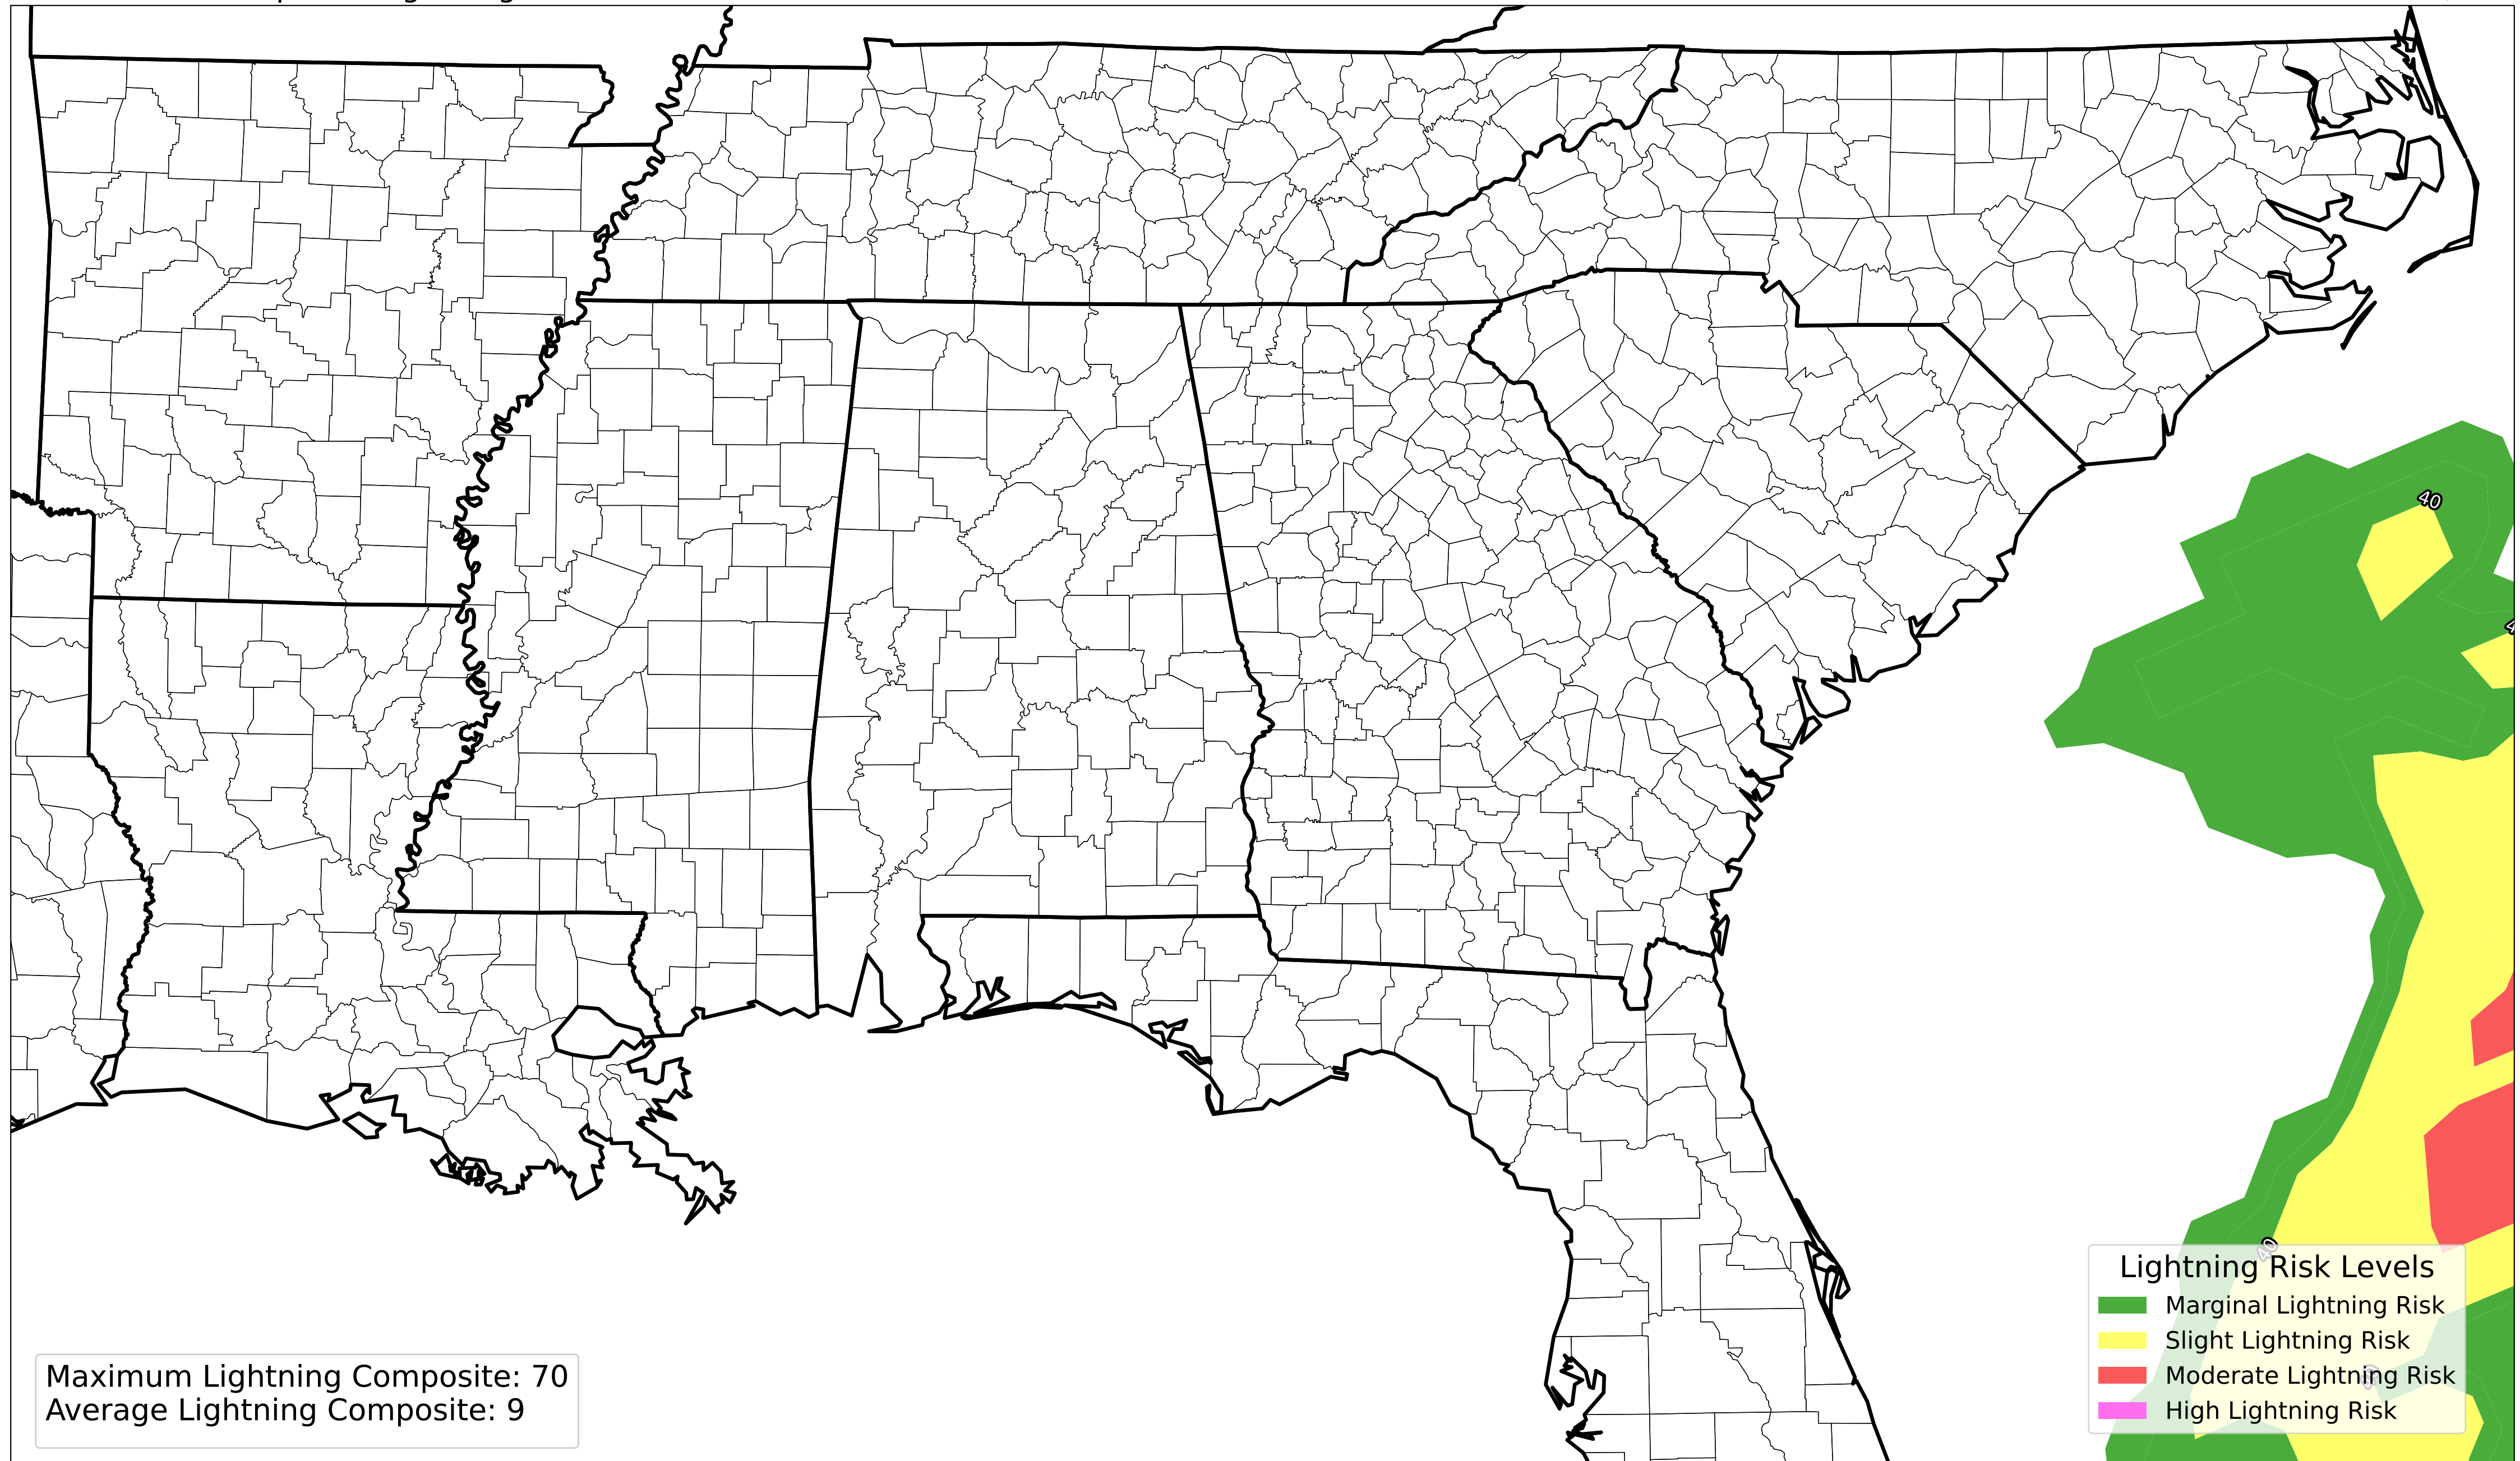 40
40
Lightning Risk Levels
Marginal Lightning Risk
Slight Lightning Risk
Moderate Lightning Risk
High Lightning Risk
Maximum Lightning Composite: 70
Average Lightning Composite: 9